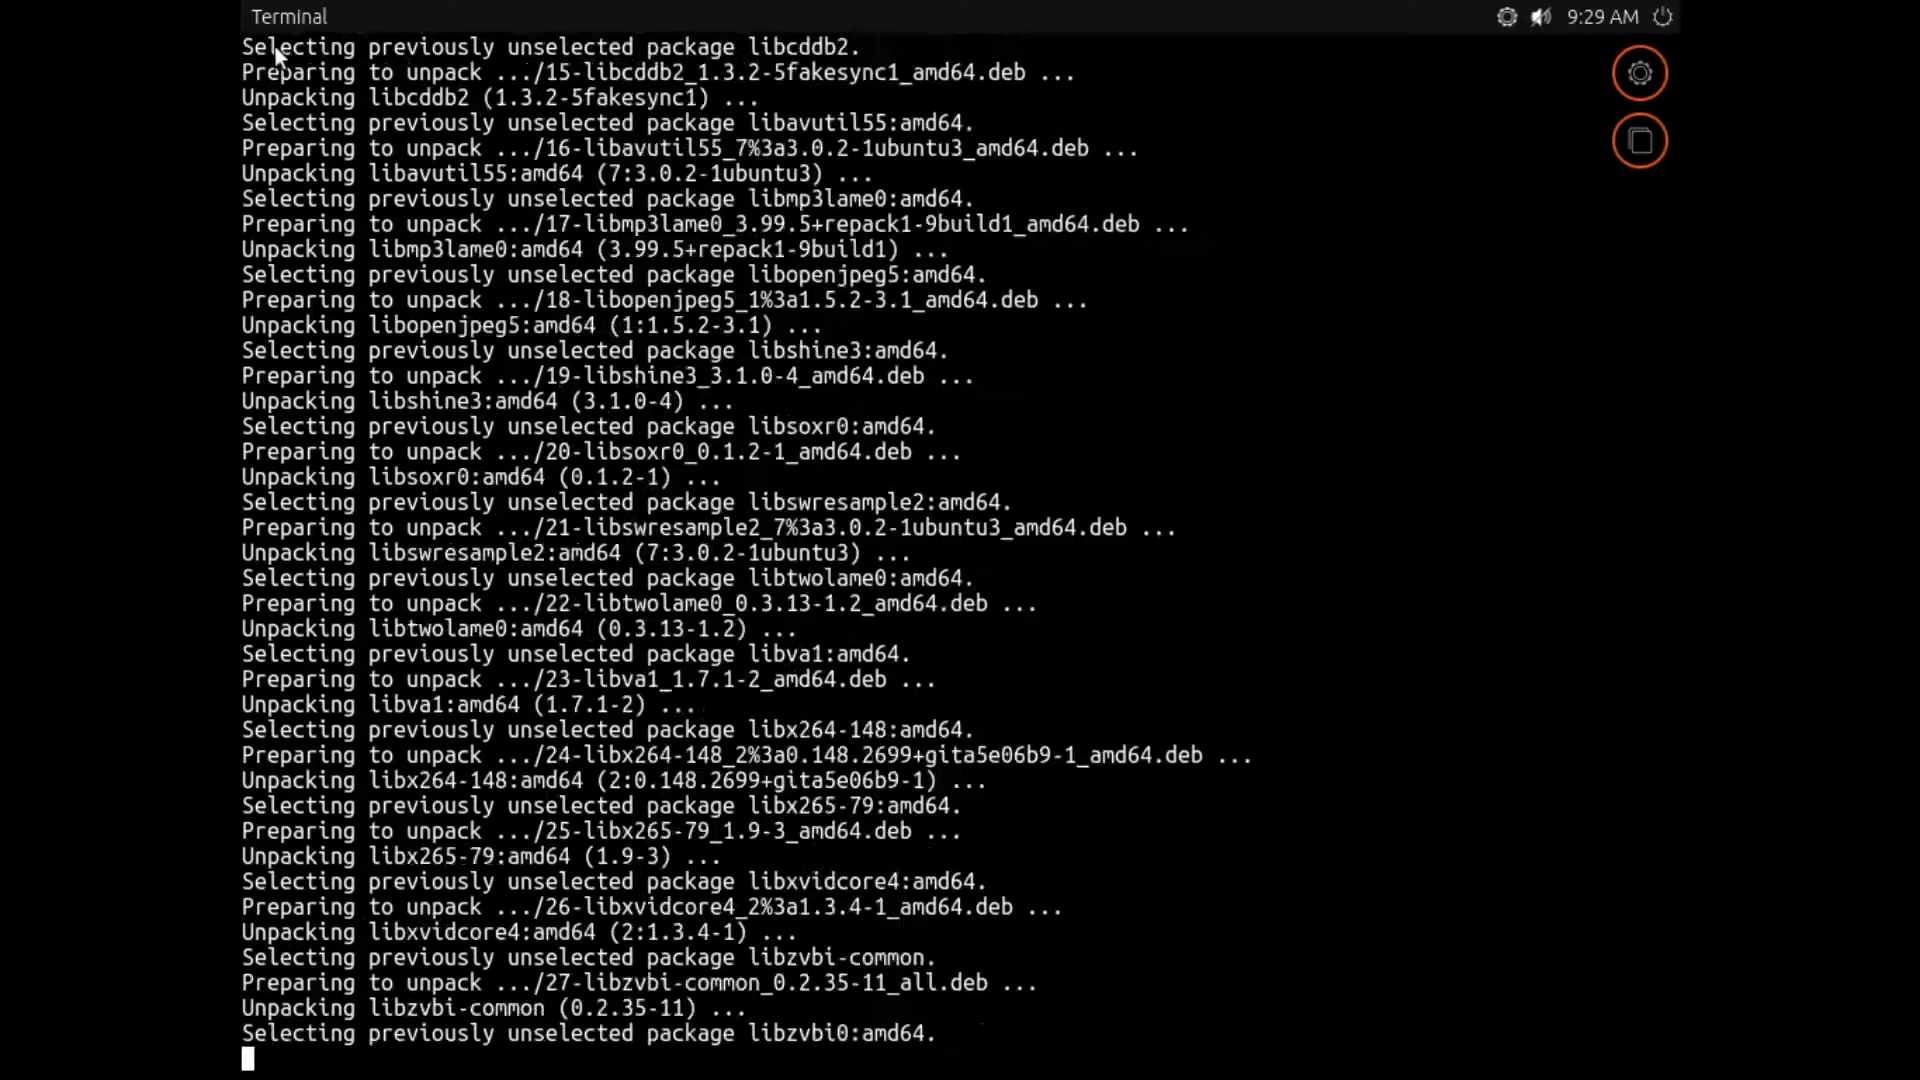 Terminal
9:29 AM
Selecting previously unselected package libcddb2.
Preparing to unpack .../15-libcddb2_1.3.2-5fakesync1_amd64.deb ...
Unpacking libcddb2 (1.3.2-5fakesync1) ...
Selecting previously unselected package libavutil55:amd64.
Preparing to unpack .../16-libavutil55_7%3a3.0.2-1ubuntu3_amd64.deb ...
Unpacking libavutil55:amd64 (7:3.0.2-1ubuntu3) ...
Selecting previously unselected package libmp3lame0:amd64.
Preparing to unpack .../17-libmp3lame0_3.99.5+repack1-9build1_amd64.deb ...
Unpacking libmp3lame0:amd64 (3.99.5+repack1-9build1) ...
Selecting previously unselected package libopenjpeg5:amd64.
Preparing to unpack .../18-libopenjpeg5_1%3a1.5.2-3.1_amd64.deb ...
Unpacking libopenjpeg5:amd64 (1:1.5.2-3.1) ...
Selecting previously unselected package libshine3:amd64.
Preparing to unpack .../19-libshine3_3.1.0-4_amd64.deb ...
Unpacking libshine3:amd64 (3.1.0-4) ...
Selecting previously unselected package libsoxr0:amd64.
Preparing to unpack .../20-libsoxr0_0.1.2-1_amd64.deb ...
Unpacking libsoxr0:amd64 (0.1.2-1) ...
Selecting previously unselected package libswresample2:amd64.
Preparing to unpack .../21-libswresample2_7%3a3.0.2-1ubuntu3_amd64.deb ...
Unpacking libswresample2:amd64 (7:3.0.2-1ubuntu3) ...
Selecting previously unselected package libtwolame0:amd64.
Preparing to unpack .../22-libtwolame0_0.3.13-1.2_amd64.deb ...
Unpacking libtwolame0:amd64 (0.3.13-1.2) ...
Selecting previously unselected package libva1:amd64.
Preparing to unpack .../23-libva1_1.7.1-2_amd64.deb ...
Unpacking libva1:amd64 (1.7.1-2) ...
Selecting previously unselected package libx264-148:amd64.
Preparing to unpack .../24-libx264-148_2%3a0.148.2699+gita5e06b9-1_amd64.deb ...
Unpacking libx264-148:amd64 (2:0.148.2699+gita5e06b9-1) ...
Selecting previously unselected package libx265-79:amd64.
Preparing to unpack .../25-libx265-79_1.9-3_amd64.deb ...
Unpacking libx265-79:amd64 (1.9-3) ...
Selecting previously unselected package libxvidcore4:amd64.
Preparing to unpack .../26-libxvidcore4_2%3a1.3.4-1_amd64.deb ...
Unpacking libxvidcore4:amd64 (2:1.3.4-1) ...
Selecting previously unselected package libzvbi-common.
Preparing to unpack .../27-libzvbi-common_0.2.35-11_all.deb ...
Unpacking libzvbi-common (0.2.35-11) ...
Selecting previously unselected package libzvbi0:amd64.